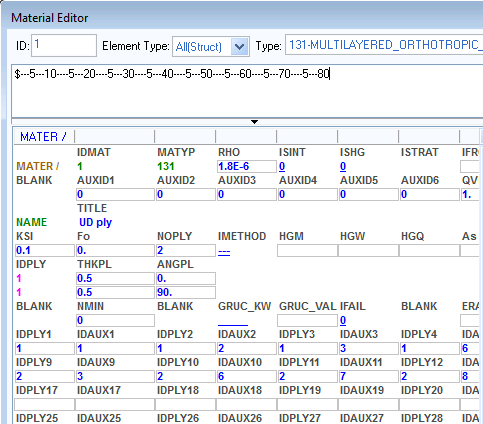 Material Editor
ID: 1 Element Type: All(Struct) Type: 131-MULTILAYERED_ORTHOTROPIC_
$---5---10----5---20----5---30----5---40----5---50----5---60----5---70----5---80
MATER /
IDMAT MATYP RHO ISINT ISHG ISTRAT IFRO
MATER / 1 131 1.8E-6 0 0
BLANK AUXID1 AUXID2 AUXID3 AUXID4 AUXID5 AUXID6 QVI
0 0 0 0 0 0 1.
TITLE
NAME UD ply
KSI Fo NOPLY IMETHOD HGM HGW HGQ As
0.1 0. 2 ---
IDPLY THKPL ANGPL
1 0.5 0.
1 0.5 90.
BLANK NMIN BLANK GRUC_KW GRUC_VAL IFAIL BLANK ERA
0 0
IDPLY1 IDAUX1 IDPLY2 IDAUX2 IDPLY3 IDAUX3 IDPLY4 IDA
1 1 1 2 1 3 1 6
IDPLY9 IDAUX9 IDPLY10 IDAUX10 IDPLY11 IDAUX11 IDPLY12 IDA
2 3 2 6 2 7 2 8
IDPLY17 IDAUX17 IDPLY18 IDAUX18 IDPLY19 IDAUX19 IDPLY20 IDA
IDPLY25 IDAUX25 IDPLY26 IDAUX26 IDPLY27 IDAUX27 IDPLY28 IDA